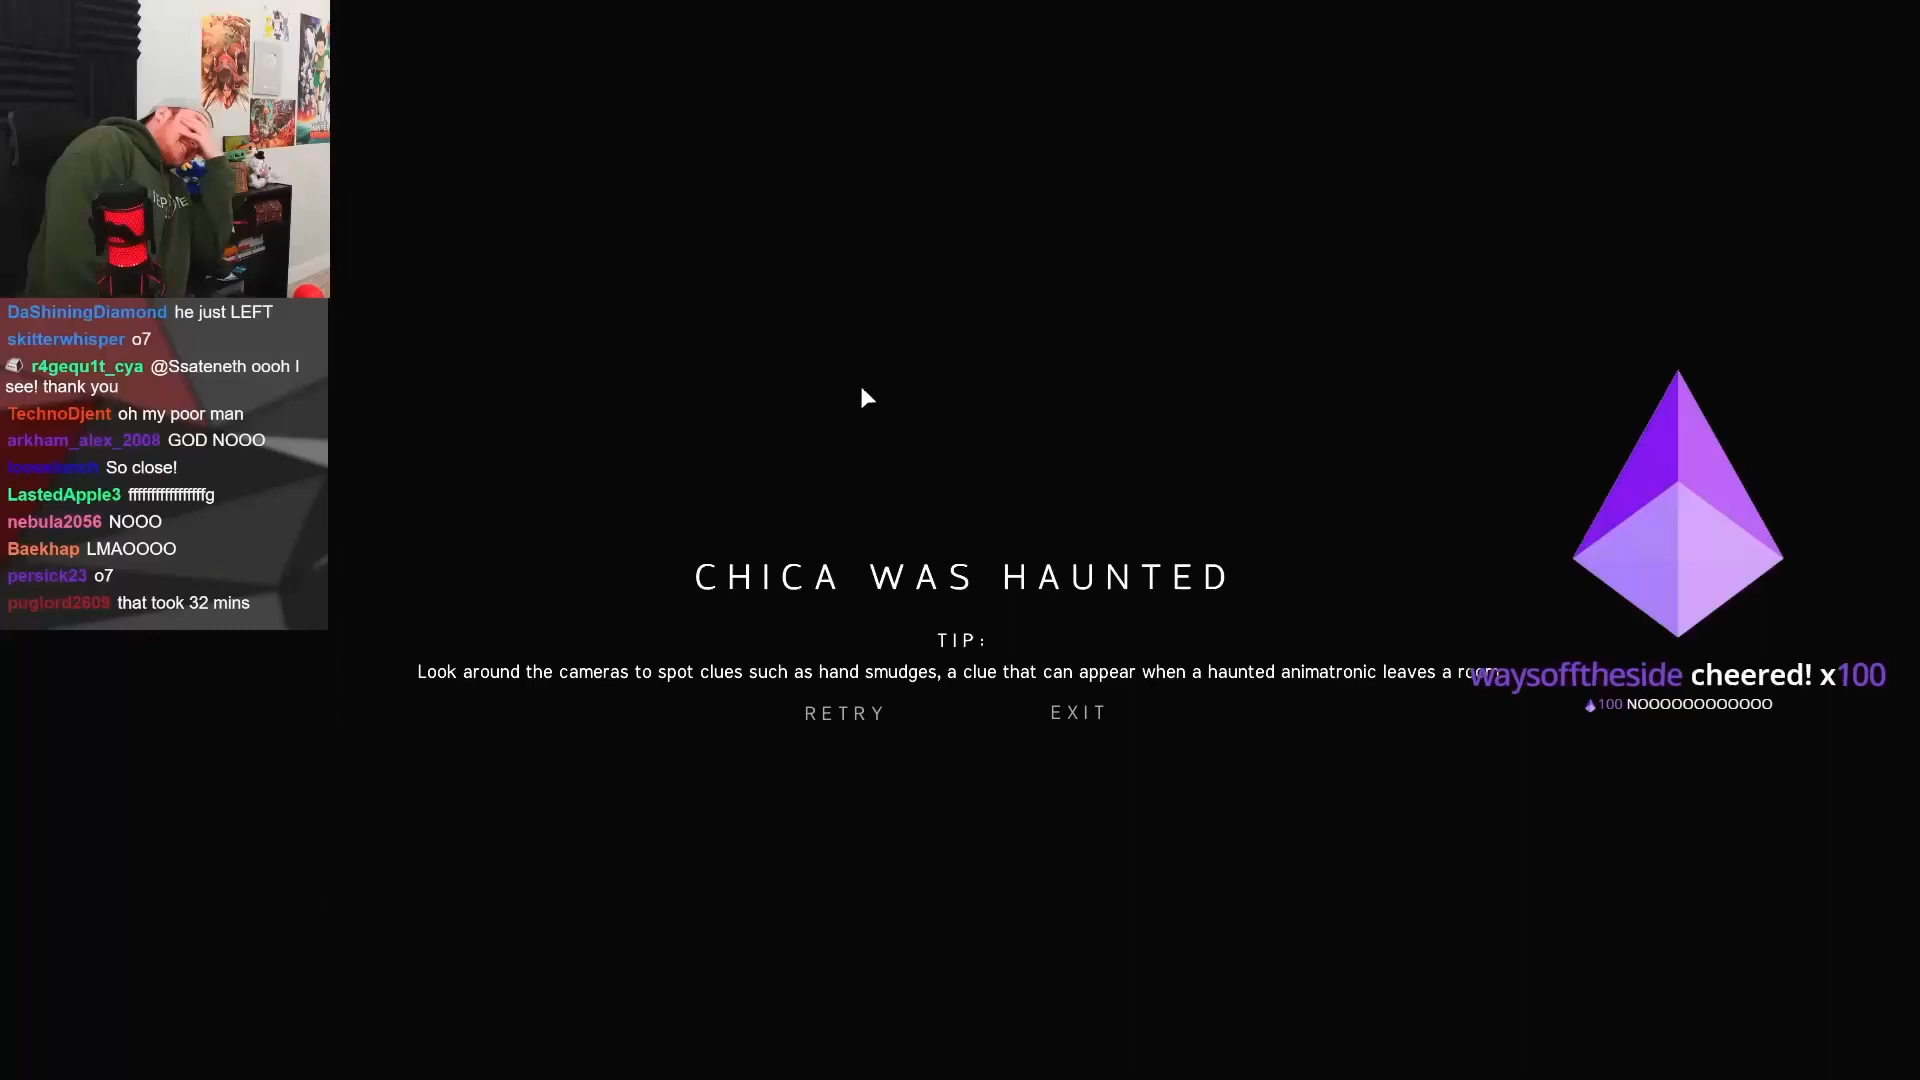 DaShiningDiamond he just LEFT
skitterwhisper o7
r4gequ1t_cya @Ssateneth oooh I
see! thank you
TechnoDjent oh my poor man
arkham_alex_2008 GOD NOOO
So close!
LastedApple3 fffffffffffffffffg
nebula2056 NOOO
Baekhap LMAOOOO
persick23 o7
puglord2609 that took 32 mins
CHICA WAS HAUNTED
TIP:
Look around the cameras to spot clues such as hand smudges, a clue that can appear when a haunted animatronic leaves a room
RETRY EXIT
waysofftheside cheered! x100
100 NOOOOOOOOOOOO